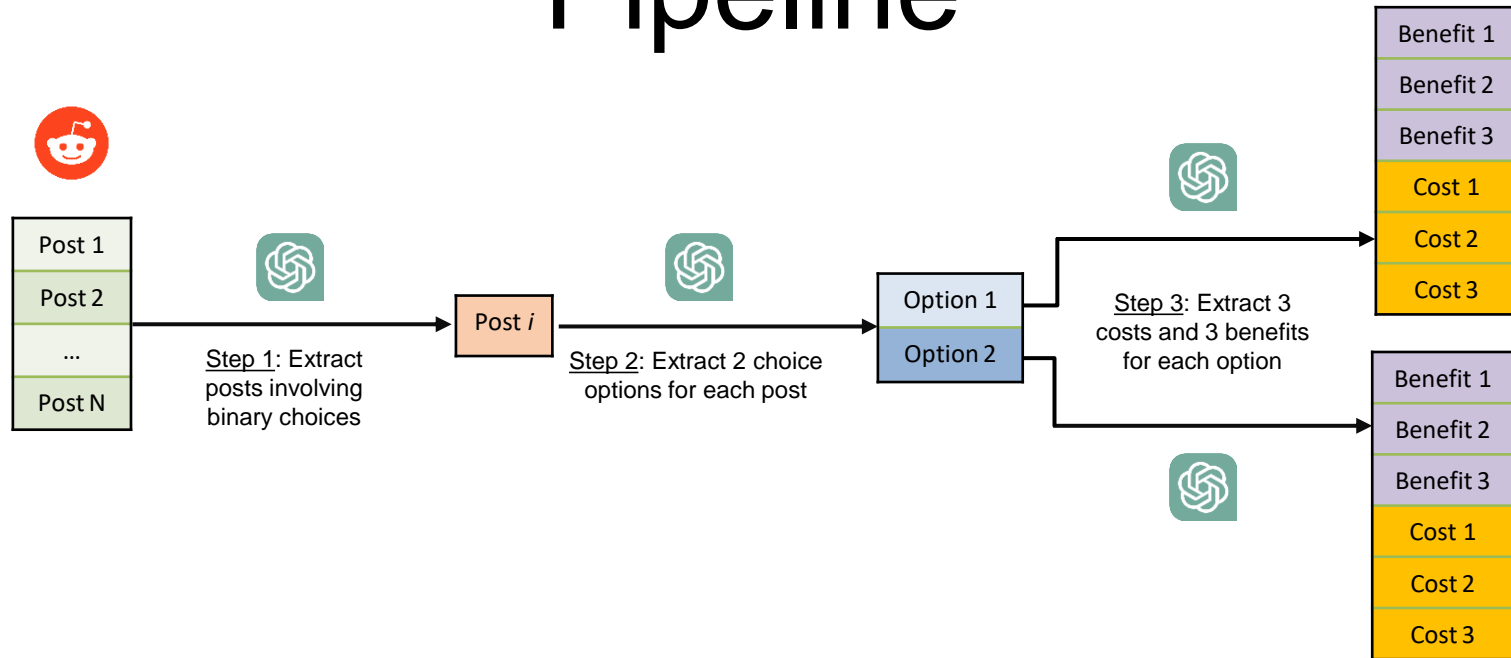 Pipeline
Post 1
Post 2
...
Post N
Step 1: Extract
posts involving
binary choices
Post i
Step 2: Extract 2 choice
options for each post
Option 1
Option 2
Step 3: Extract 3
costs and 3 benefits
for each option
Benefit 1
Benefit 2
Benefit 3
Cost 1
Cost 2
Cost 3
Benefit 1
Benefit 2
Benefit 3
Cost 1
Cost 2
Cost 3